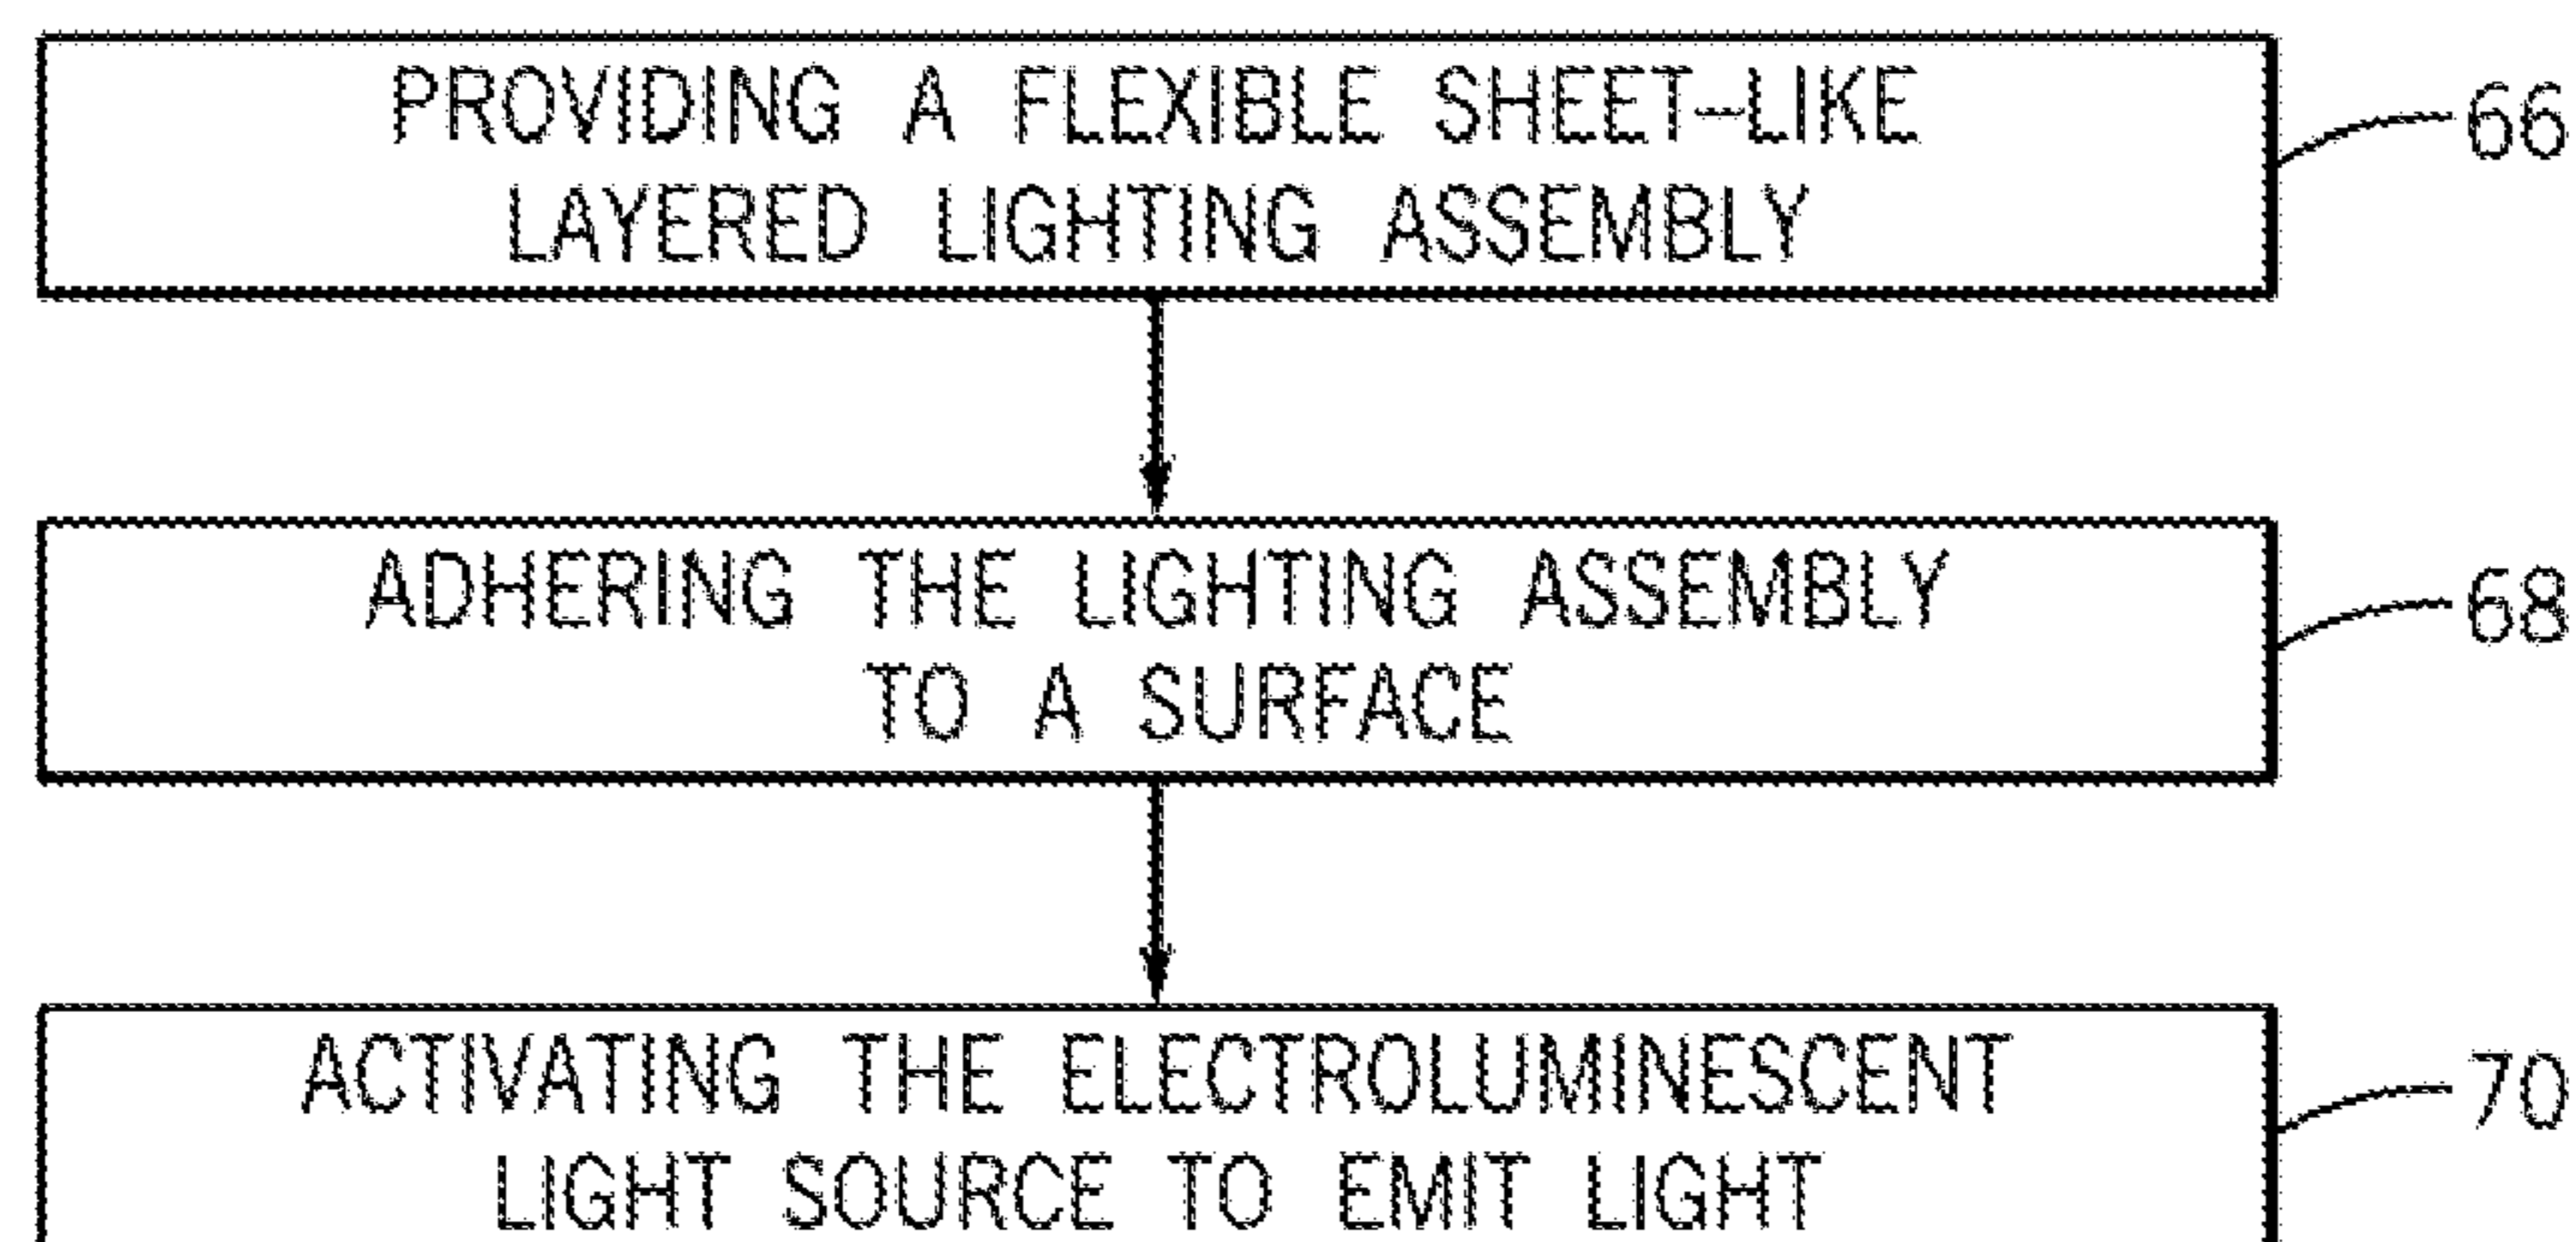 PROVIDING A FLEXIBLE SHEET-LIKE
LAYERED LIGHTING ASSEMBLY
66
ADHERING THE LIGHTING ASSEMBLY
TO A SURFACE
68
ACTIVATING THE ELECTROLUMINESCENT
LIGHT SOURCE TO EMIT LIGHT
70